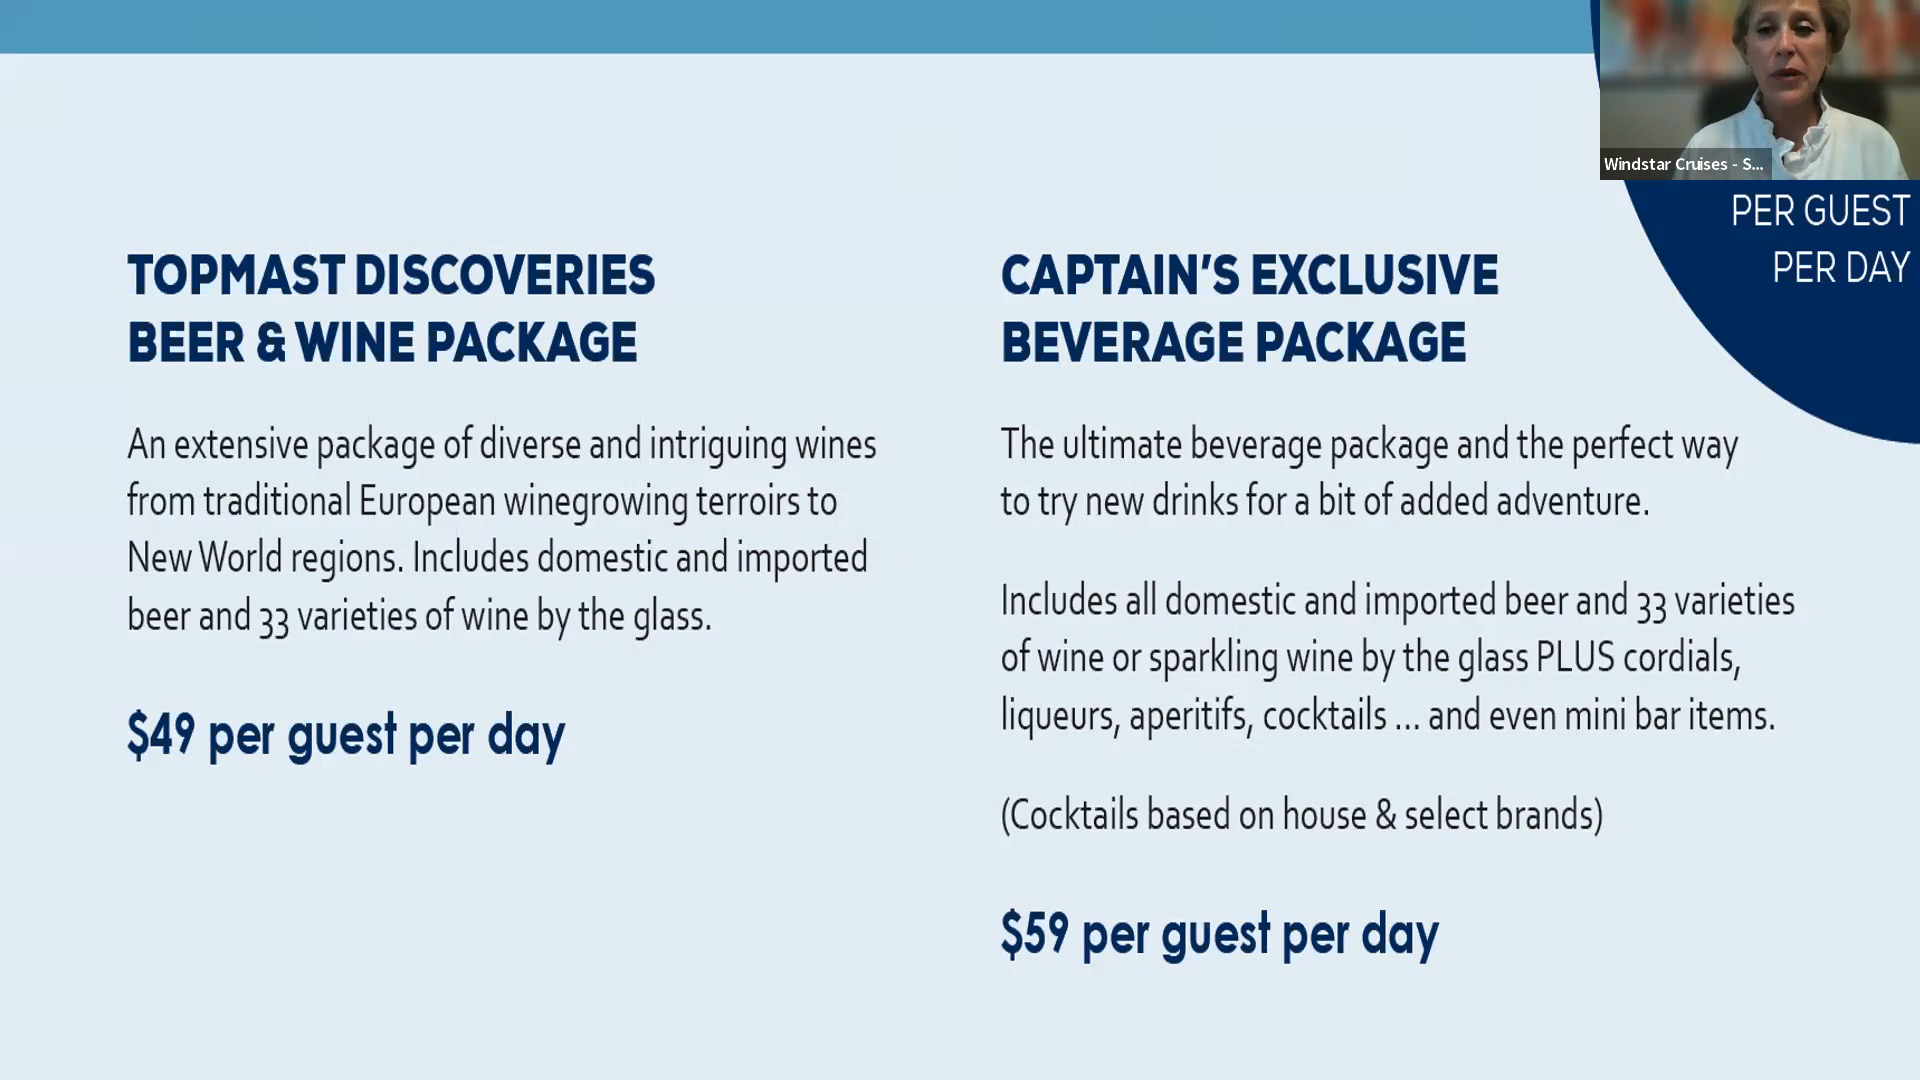 Windstar Cruises - S...
PER GUEST
PER DAY
TOPMAST DISCOVERIES
BEER & WINE PACKAGE
An extensive package of diverse and intriguing wines
from traditional European winegrowing terroirs to
New World regions. Includes domestic and imported
beer and 33 varieties of wine by the glass.
$49 per guest per day
CAPTAIN'S EXCLUSIVE
BEVERAGE PACKAGE
The ultimate beverage package and the perfect way
to try new drinks for a bit of added adventure.
Includes all domestic and imported beer and 33 varieties
of wine or sparkling wine by the glass PLUS cordials,
liqueurs, aperitifs, cocktails ... and even mini bar items.
(Cocktails based on house & select brands)
$59 per guest per day